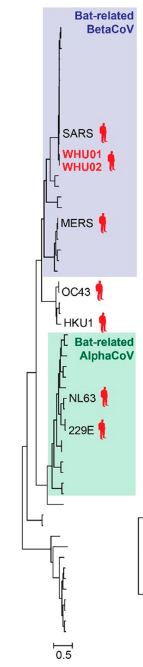 Bat-related
BetaCoV
SARS
WHU01
WHU02
MERS
OC43
HKU1
Bat-related
AlphaCoV
NL63
229E
0.5